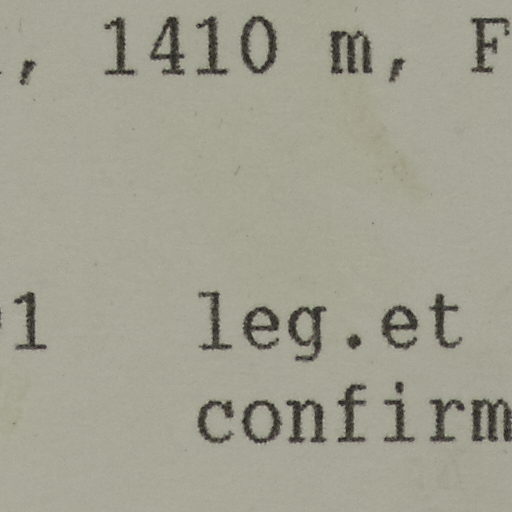 , 1410 m, F
1 leg.et
confirm